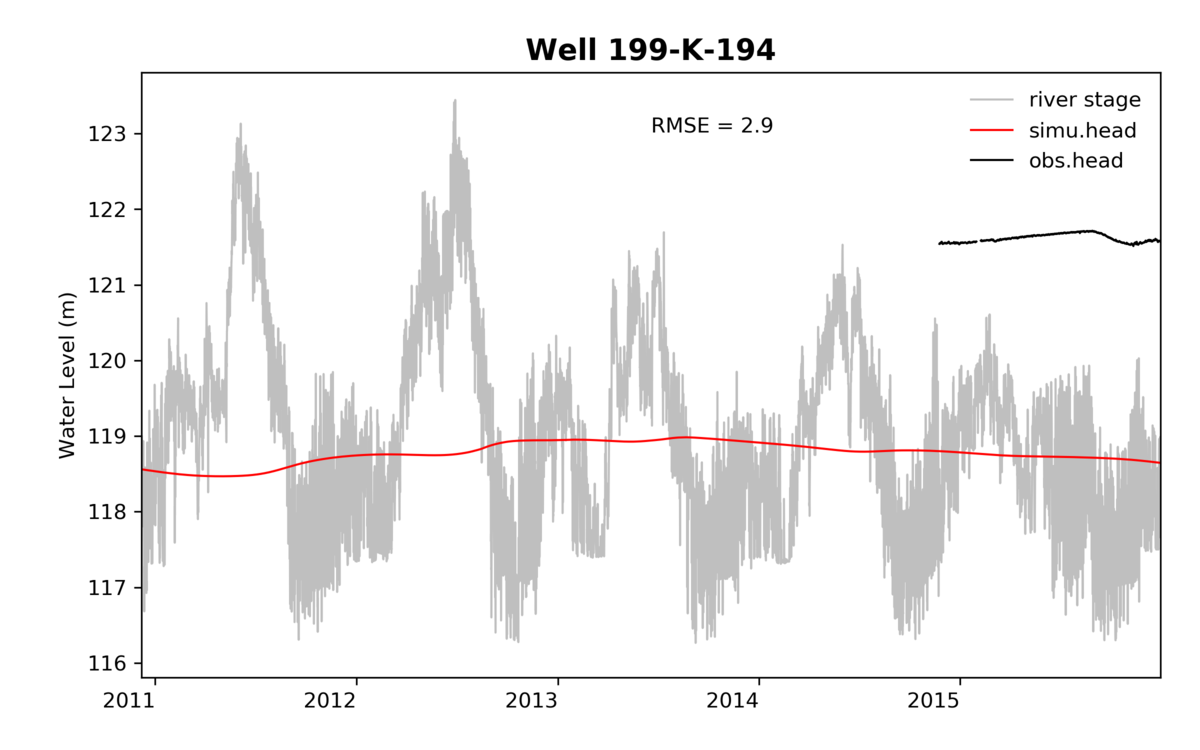 Well 199-K-194
RMSE = 2.9
river stage
simu.head
obs.head
Water Level (m)
123
122
121
120
119
118
117
116
2011 2012 2013 2014 2015